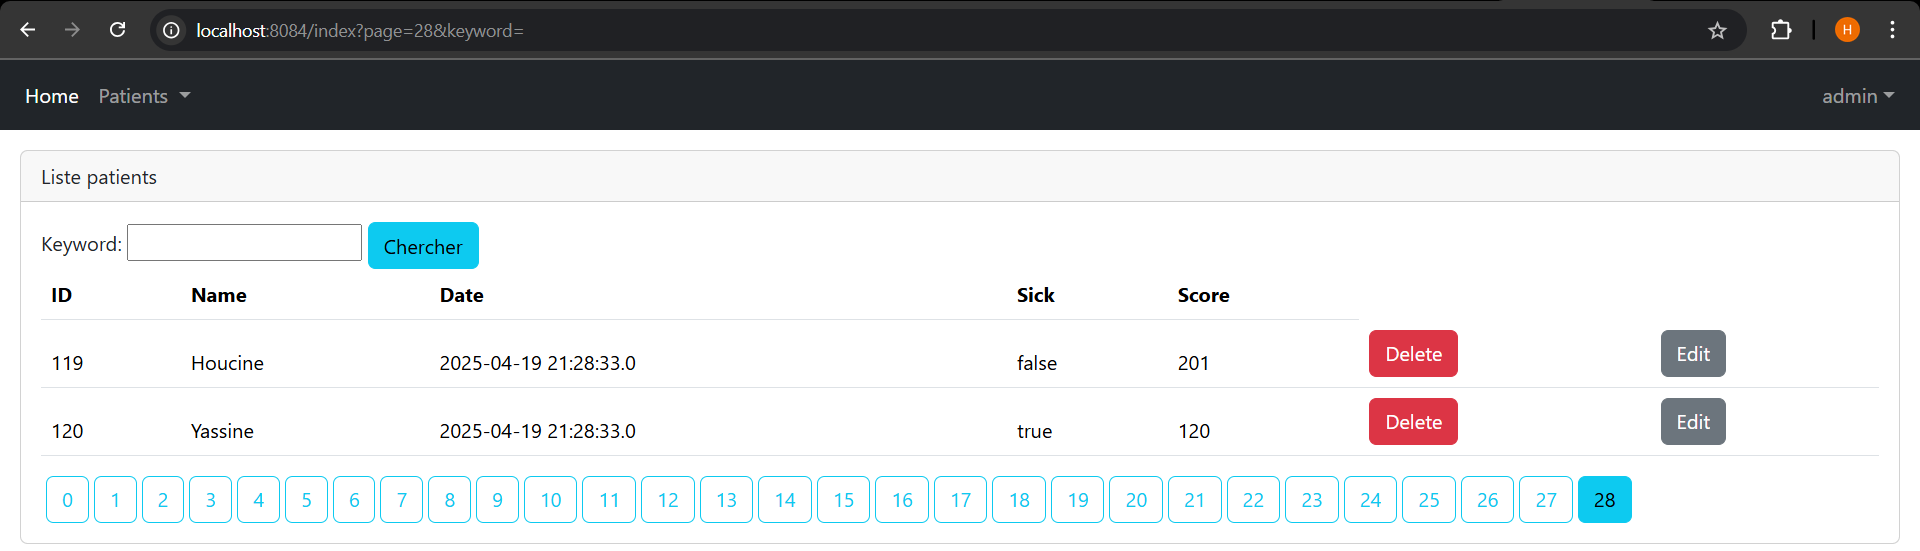 localhost:8084/index?page=28&keyword=
H
Home Patients admin
Liste patients
Keyword: Chercher
ID Name Date Sick Score
119 Houcine 2025-04-19 21:28:33.0 false 201 Delete Edit
120 Yassine 2025-04-19 21:28:33.0 true 120 Delete Edit
0 1 2 3 4 5 6 7 8 9 10 11 12 13 14 15 16 17 18 19 20 21 22 23 24 25 26 27 28